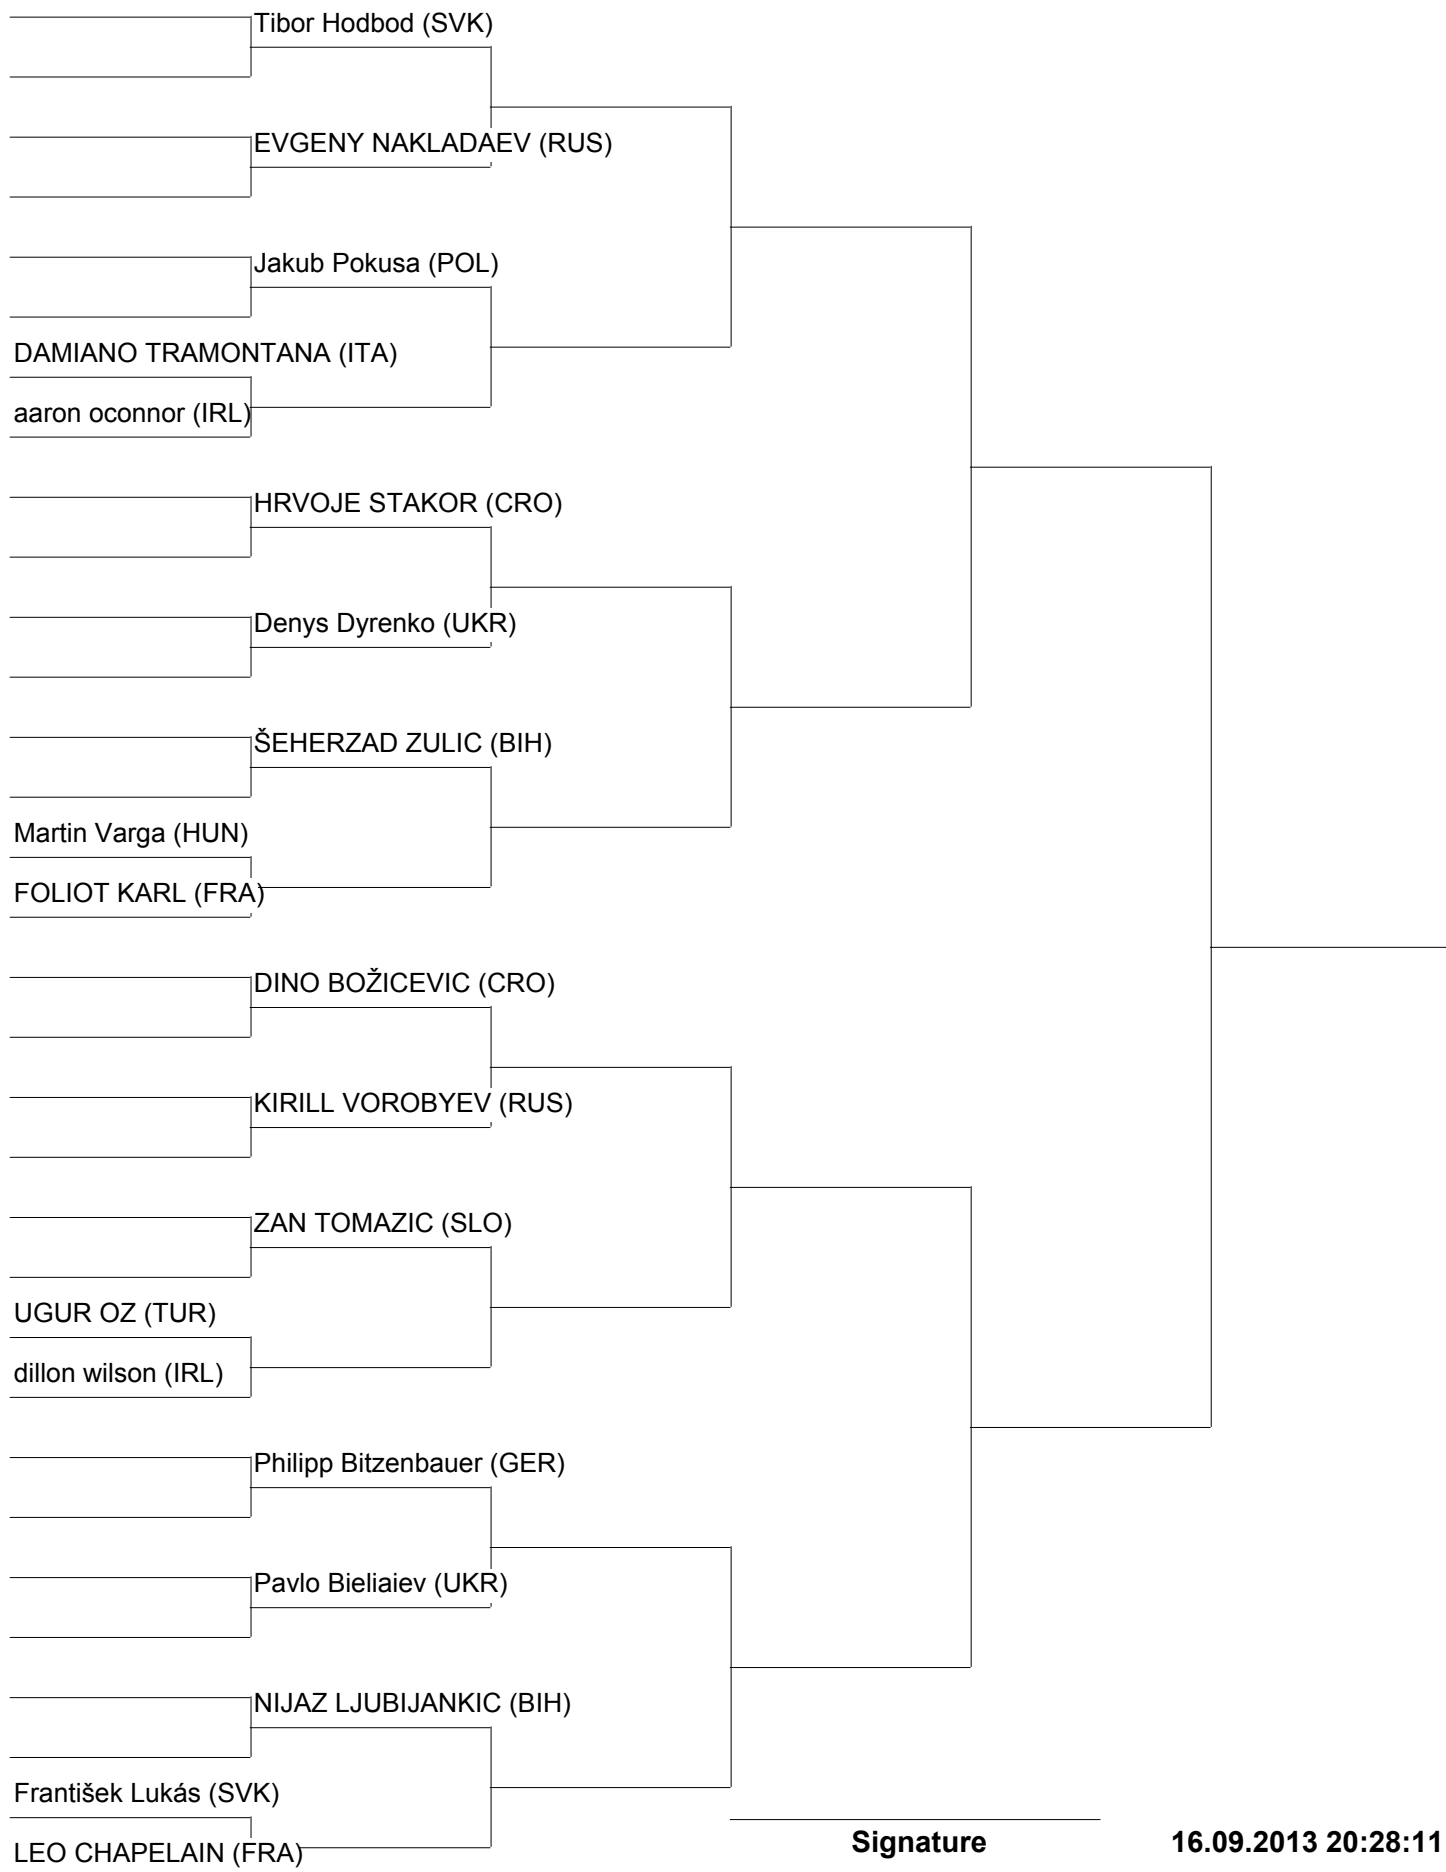 Tibor Hodbod (SVK)
EVGENY NAKLADAEV (RUS)
Jakub Pokusa (POL)
DAMIANO TRAMONTANA (ITA)
aaron oconnor (IRL)
HRVOJE STAKOR (CRO)
Denys Dyrenko (UKR)
ŠEHERZAD ZULIC (BIH)
Martin Varga (HUN)
FOLIOT KARL (FRA)
DINO BOŽICEVIC (CRO)
KIRILL VOROBYEV (RUS)
ZAN TOMAZIC (SLO)
UGUR OZ (TUR)
dillon wilson (IRL)
Philipp Bitzenbauer (GER)
Pavlo Bieliaiev (UKR)
NIJAZ LJUBIJANKIC (BIH)
František Lukás (SVK)
LEO CHAPELAIN (FRA)
Signature 16.09.2013 20:28:11